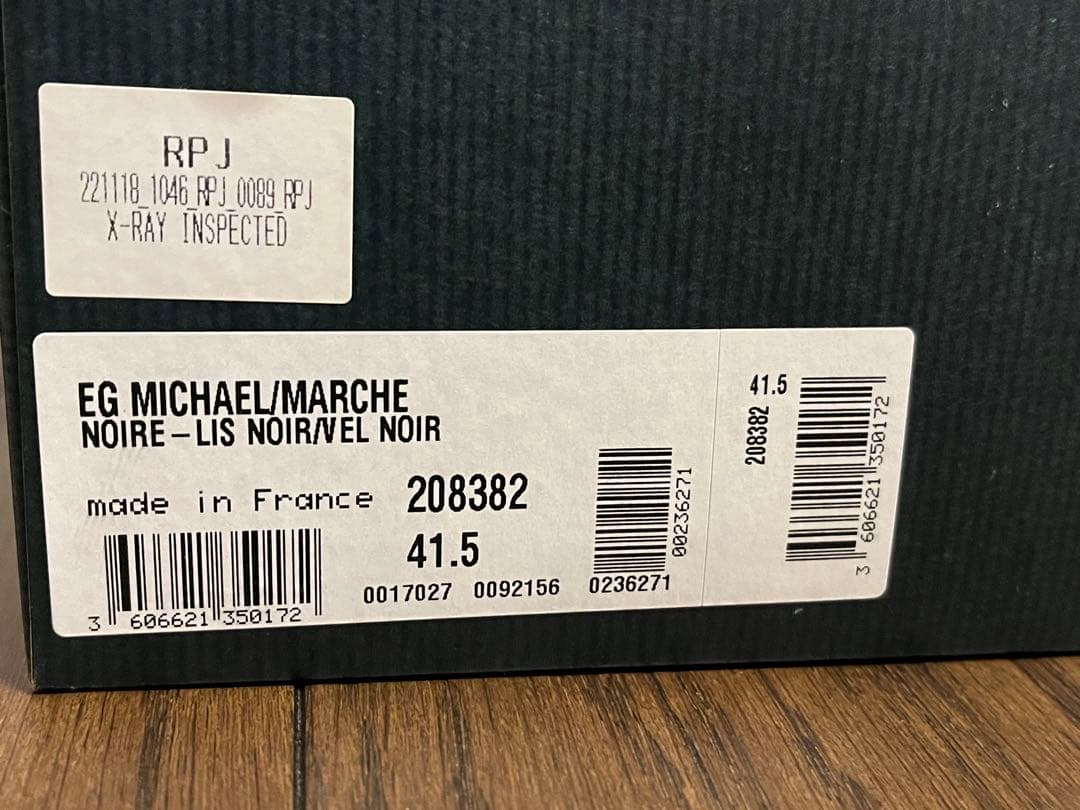 RPJ
221118_1046_RPJ_0089_RPJ
X-RAY INSPECTED
EG MICHAEL/MARCHE
NOIRE-LIS NOIR/VEL NOIR
made in France 208382
41.5
0017027 0092156 0236271
3 606621 350172
00236271
41.5
208382
3 606621 350172